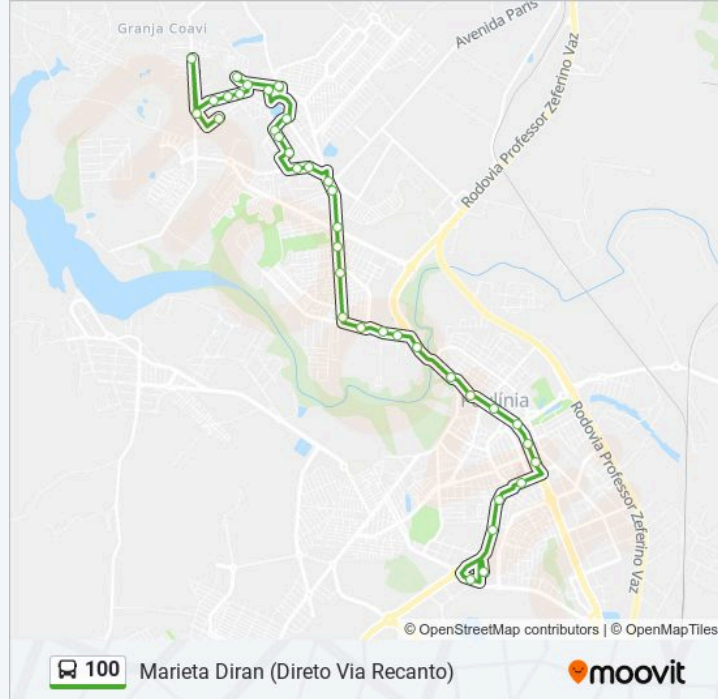 Granja Coavi
Avenida Paris
Rodovia Professor Zeferino Vaz
Paulínia
Rodovia Professor Zeferino Vaz
© OpenStreetMap contributors | © OpenMapTiles
100 Marieta Diran (Direto Via Recanto)
moovit